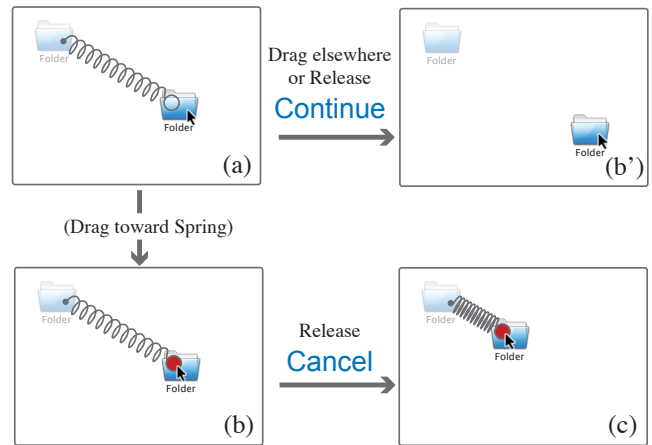 Folder
Folder
(a)
Drag elsewhere
or Release
Continue
Folder
Folder
(b’)
(Drag toward Spring)
Folder
Folder
(b)
Release
Cancel
Folder
Folder
(c)